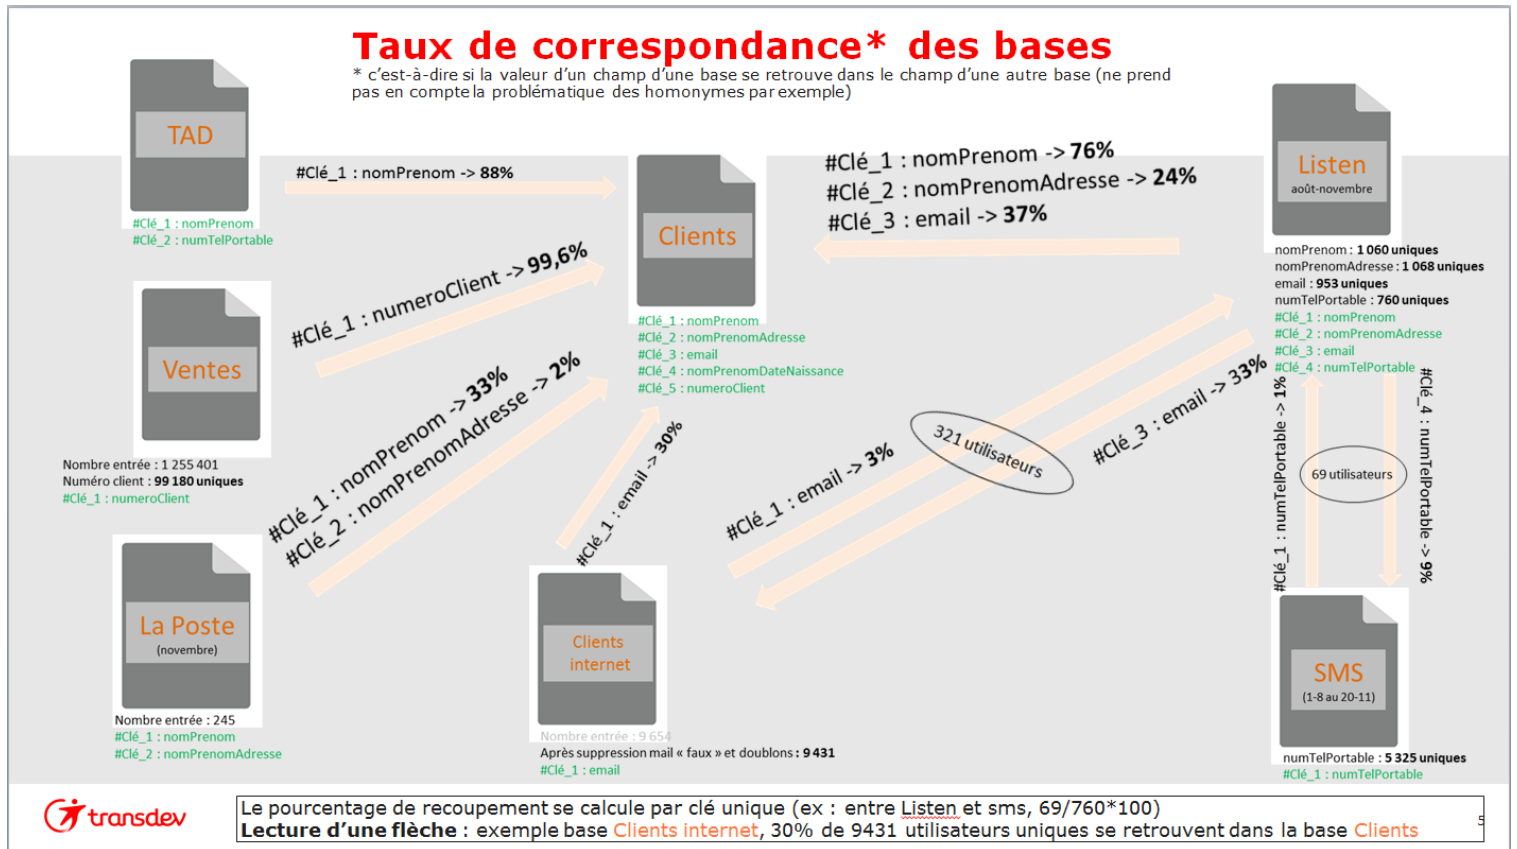 Taux de correspondance* des bases
* c'est-à-dire si la valeur d'un champ d'une base se retrouve dans le champ d'une autre base (ne prend
pas en compte la problématique des homonymes par exemple)
TAD
#Clé_1 : nomPrenom
#Clé_2 : numTelPortable
#Clé_1 : nomPrenom -> 88%
Clients
#Clé_1 : nomPrenom
#Clé_2 : nomPrenomAdresse
#Clé_3 : email
#Clé_4 : nomPrenomDateNaissance
#Clé_5 : numeroClient
#Clé_1 : nomPrenom -> 76%
#Clé_2 : nomPrenomAdresse -> 24%
#Clé_3 : email -> 37%
Listen
août-novembre
nomPrenom : 1 060 uniques
nomPrenomAdresse : 1 068 uniques
email : 953 uniques
numTelPortable : 760 uniques
#Clé_1 : nomPrenom
#Clé_2 : nomPrenomAdresse
#Clé_3 : email
#Clé_4 : numTelPortable
#Clé_1 : numeroClient -> 99,6%
Ventes
Nombre entrée : 1 255 401
Numéro client : 99 180 uniques
#Clé_1 : numeroClient
#Clé_1 : nomPrenom -> 33%
#Clé_2 : nomPrenomAdresse -> 2%
#Clé_1 : email -> 30%
#Clé_1 : email -> 3%
321 utilisateurs
#Clé_3 : email -> 33%
#Clé_1 : numTelPortable -> 1%
69 utilisateurs
#Clé_4 : numTelPortable -> 9%
La Poste
(novembre)
Nombre entrée : 245
#Clé_1 : nomPrenom
#Clé_2 : nomPrenomAdresse
Clients
internet
Nombre entrée : 9 654
Après suppression mail « faux » et doublons : 9 431
#Clé_1 : email
SMS
(1-8 au 20-11)
numTelPortable : 5 325 uniques
#Clé_1 : numTelPortable
transdev
Le pourcentage de recoupement se calcule par clé unique (ex : entre Listen et sms, 69/760*100)
Lecture d'une flèche : exemple base Clients internet, 30% de 9431 utilisateurs uniques se retrouvent dans la base Clients
5